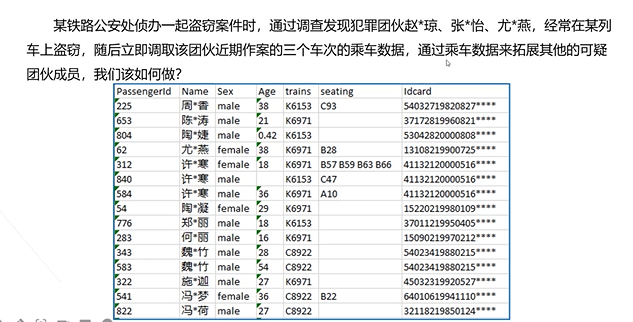 某铁路公安处侦办一起盗窃案件时，通过调查发现犯罪团伙赵*琼、张*怡、尤*燕，经常在某列
车上盗窃，随后立即调取该团伙近期作案的三个车次的乘车数据，通过乘车数据来拓展其他的可疑
团伙成员，我们该如何做？
PassengerId Name Sex Age trains seating Idcard
225 周*香 male 38 K6153 C93 54032719820827****
653 陈*涛 male 21 K6971 37172819960821****
804 陶*婕 male 0.42 K6153 53042820000808****
62 尤*燕 female 38 K6971 B28 13108219900725****
312 许*寒 female 18 K6971 B57 B59 B63 B66 41132120000516****
840 许*寒 male K6153 C47 41132120000516****
584 许*寒 male 36 K6971 A10 41132120000516****
54 陶*凝 female 29 K6971 15220219980109****
776 郑*丽 male 18 K6153 37011219950405****
283 何*丽 male 16 K6971 15090219970212****
343 魏*竹 male 28 C8922 54023419880215****
583 魏*竹 male 54 C8922 54023419880215****
322 施*迦 male 27 K6971 45032319920527****
541 冯*梦 female 36 C8922 B22 64010619941110****
822 冯*荷 male 27 C8922 32118219850124****